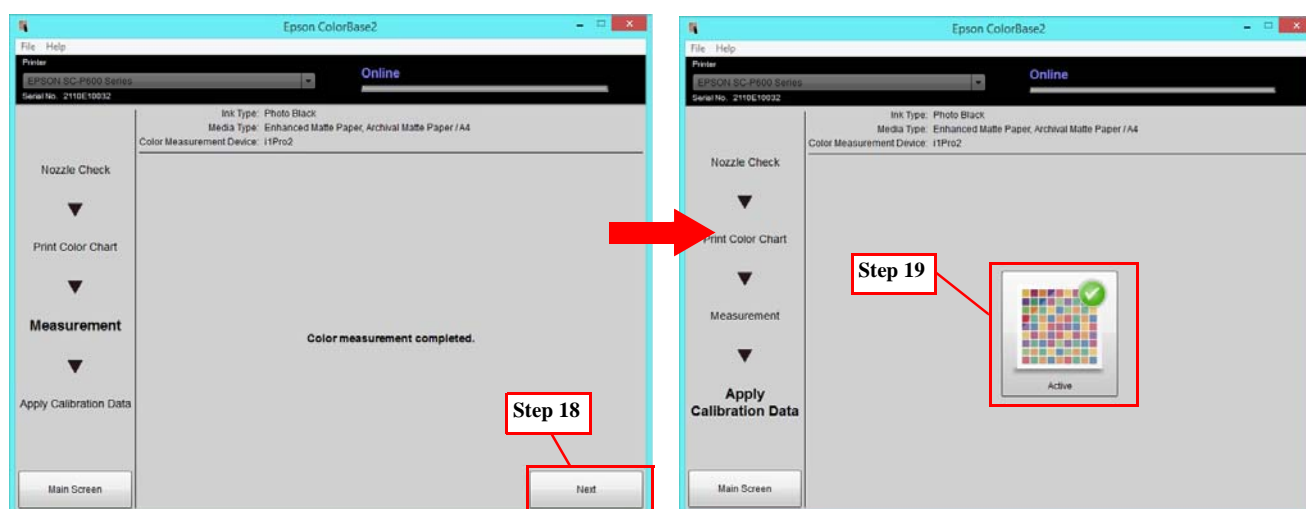 Epson ColorBase2
File Help
Printer
EPSON SC-P600 Series
Online
Serial No. 2110E10032
Ink Type: Photo Black
Media Type: Enhanced Matte Paper, Archival Matte Paper / A4
Color Measurement Device: i1Pro2
Nozzle Check
Print Color Chart
Measurement
Apply Calibration Data
Color measurement completed.
Step 18
Main Screen
Next
Epson ColorBase2
File Help
Printer
EPSON SC-P600 Series
Online
Serial No. 2110E10032
Ink Type: Photo Black
Media Type: Enhanced Matte Paper, Archival Matte Paper / A4
Color Measurement Device: i1Pro2
Nozzle Check
Print Color Chart
Measurement
Apply
Calibration Data
Step 19
Active
Main Screen